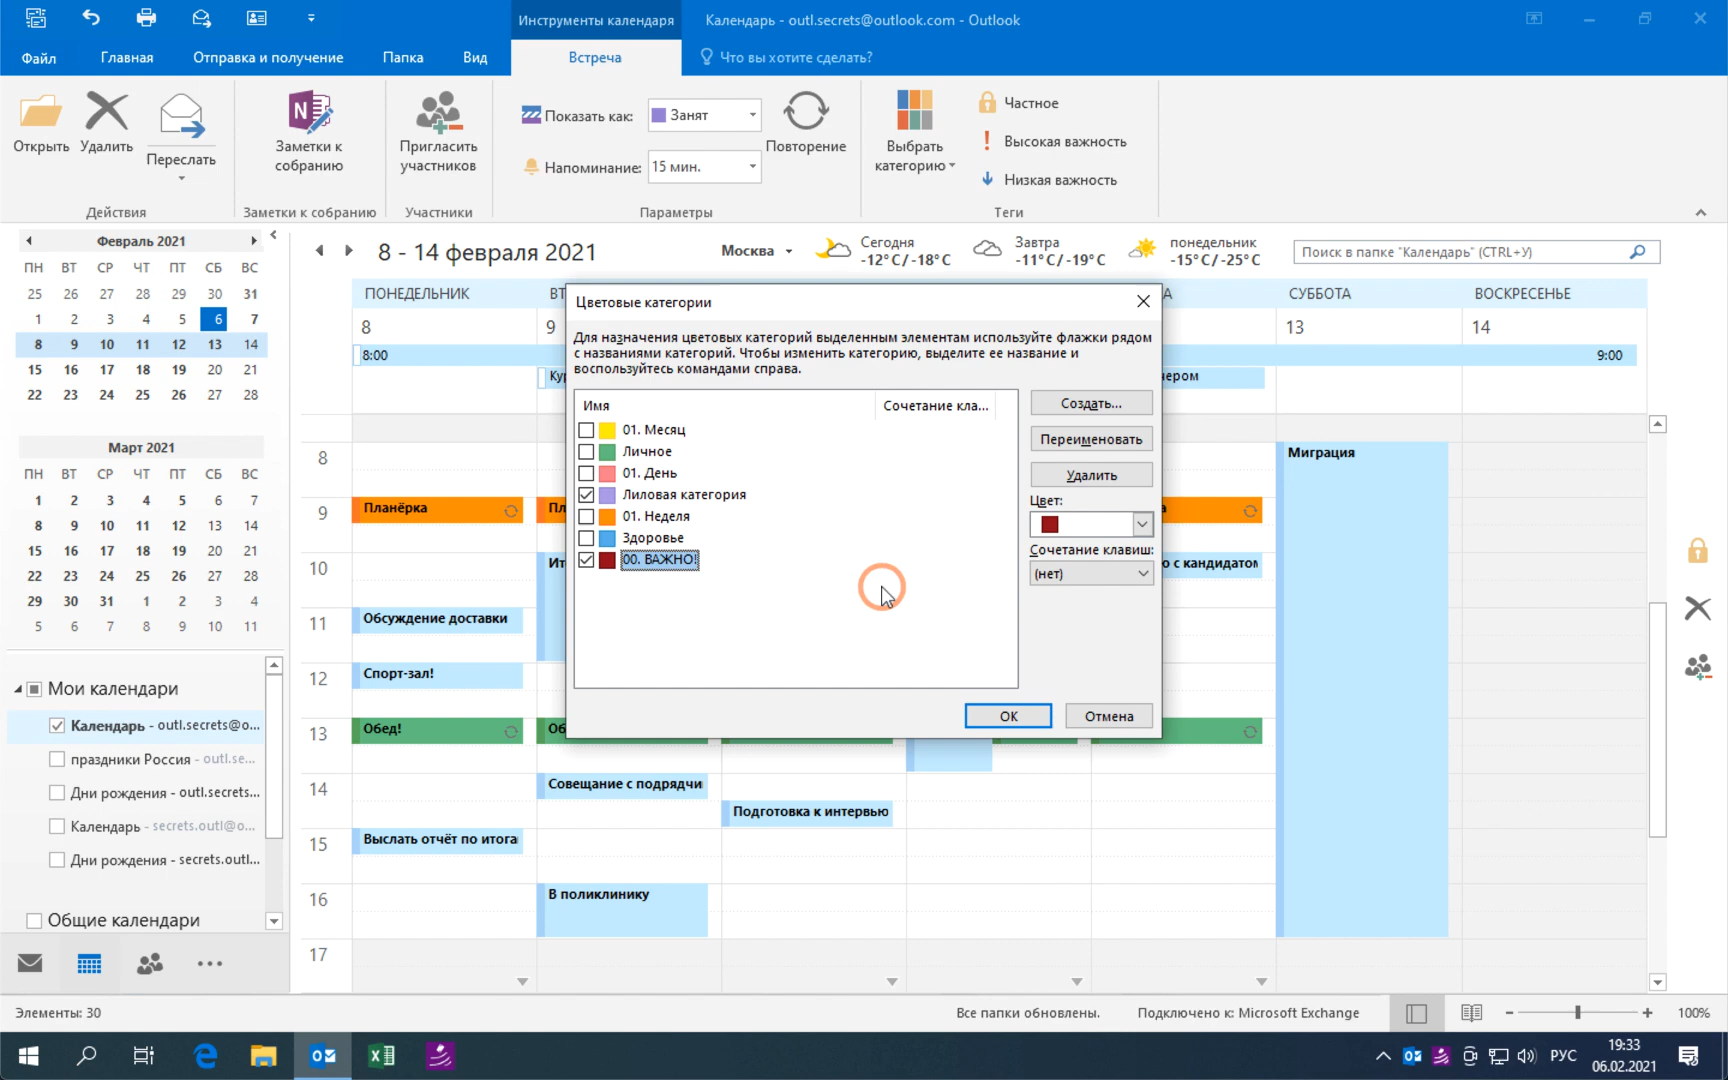 Инструменты календаря
Календарь - outl.secrets@outlook.com - Outlook
Файл
Главная
Отправка и получение
Папка
Вид
Встреча
Что вы хотите сделать?
Открыть
Удалить
Переслать
Заметки к
собранию
Пригласить
участников
Показать как:
Занят
Напоминание:
15 мин.
Повторение
Выбрать
категорию
Частное
Высокая важность
Низкая важность
Действия
Заметки к собранию
Участники
Параметры
Теги
Февраль 2021
ПН ВТ СР ЧТ ПТ СБ ВС
25 26 27 28 29 30 31
1 2 3 4 5 6 7
8 9 10 11 12 13 14
15 16 17 18 19 20 21
22 23 24 25 26 27 28
Март 2021
ПН ВТ СР ЧТ ПТ СБ ВС
1 2 3 4 5 6 7
8 9 10 11 12 13 14
15 16 17 18 19 20 21
22 23 24 25 26 27 28
29 30 31 1 2 3 4
5 6 7 8 9 10 11
Мои календари
Календарь - outl.secrets@o...
праздники Россия - outl.se...
Дни рождения - outl.secrets...
Календарь - secrets.outl@o...
Дни рождения - secrets.outl...
Общие календари
8 - 14 февраля 2021
Москва
Сегодня
-12°C/-18°C
Завтра
-11°C/-19°C
понедельник
-15°C/-25°C
Поиск в папке "Календарь" (CTRL+У)
ПОНЕДЕЛЬНИК
ВТ
А
СУББОТА
ВОСКРЕСЕНЬЕ
8
9
13
14
8:00
9:00
Кур
чером
8
9
10
11
12
13
14
15
16
17
Планёрка
Пл
а
Миграция
Ит
о с кандидатом
Обсуждение доставки
Спорт-зал!
Обед!
Об
Совещание с подрядчи
Подготовка к интервью
Выслать отчёт по итога
В поликлинику
Цветовые категории
Для назначения цветовых категорий выделенным элементам используйте флажки рядом
с названиями категорий. Чтобы изменить категорию, выделите ее название и
воспользуйтесь командами справа.
Имя
Сочетание кла...
01. Месяц
Личное
01. День
Лиловая категория
01. Неделя
Здоровье
00. ВАЖНО!
Создать...
Переименовать
Удалить
Цвет:
Сочетание клавиш:
(нет)
ОК
Отмена
Элементы: 30
Все папки обновлены.
Подключено к: Microsoft Exchange
100%
РУС
19:33
06.02.2021